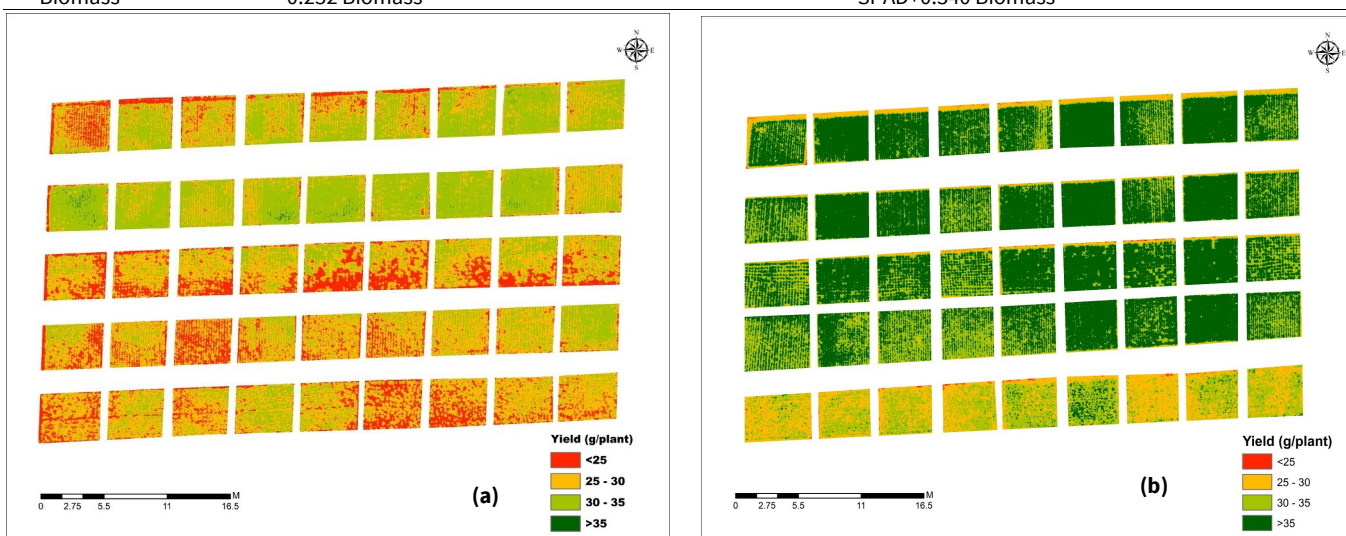 Biomass 0.232 Biomass SPAD+0.340 Biomass
N
W E
S
Yield (g/plant)
<25
25 - 30
30 - 35
>35
M
0 2.75 5.5 11 16.5
(a)
N
W E
S
Yield (g/plant)
<25
25 - 30
30 - 35
>35
M
0 2.75 5.5 11 16.5
(b)